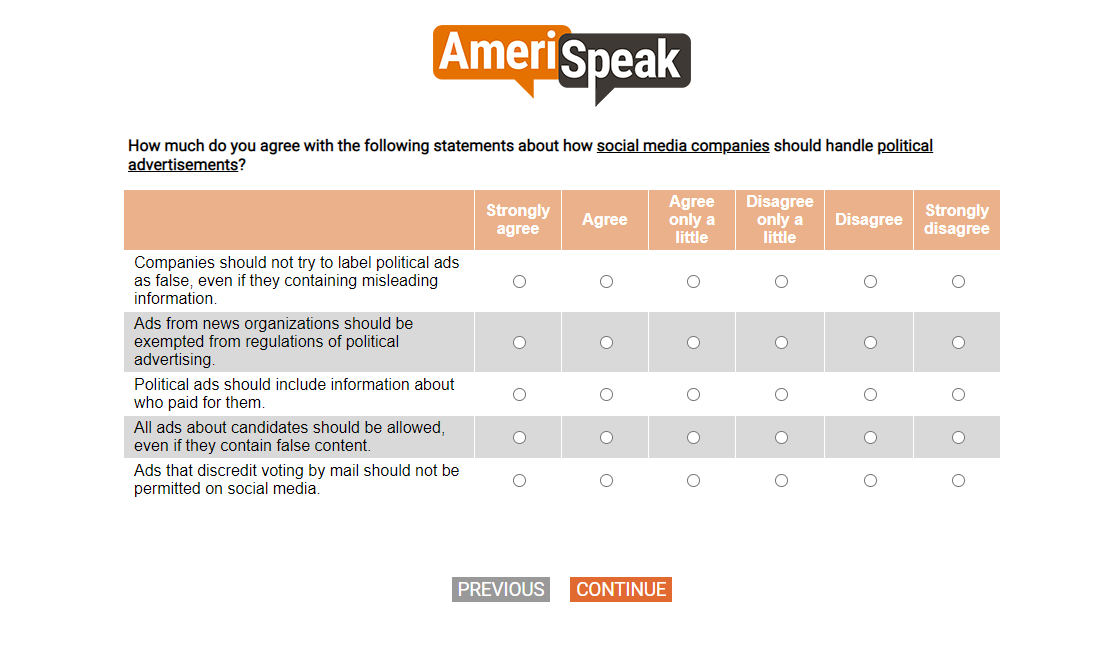 AmeriSpeak
How much do you agree with the following statements about how social media companies should handle political
advertisements?
Strongly agree Agree Agree only a little Disagree only a little Disagree Strongly disagree
Companies should not try to label political ads
as false, even if they containing misleading
information.
Ads from news organizations should be
exempted from regulations of political
advertising.
Political ads should include information about
who paid for them.
All ads about candidates should be allowed,
even if they contain false content.
Ads that discredit voting by mail should not be
permitted on social media.
PREVIOUS CONTINUE